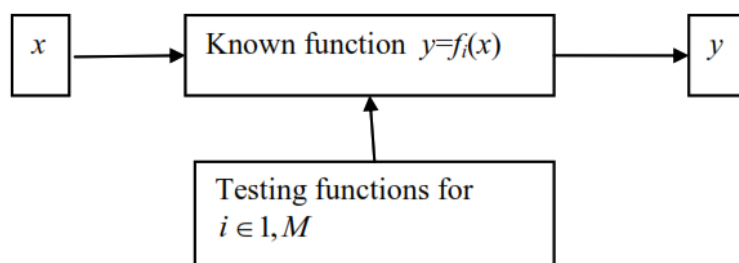 x
Known function y=fᵢ(x)
y
Testing functions for
i ∈ 1, M